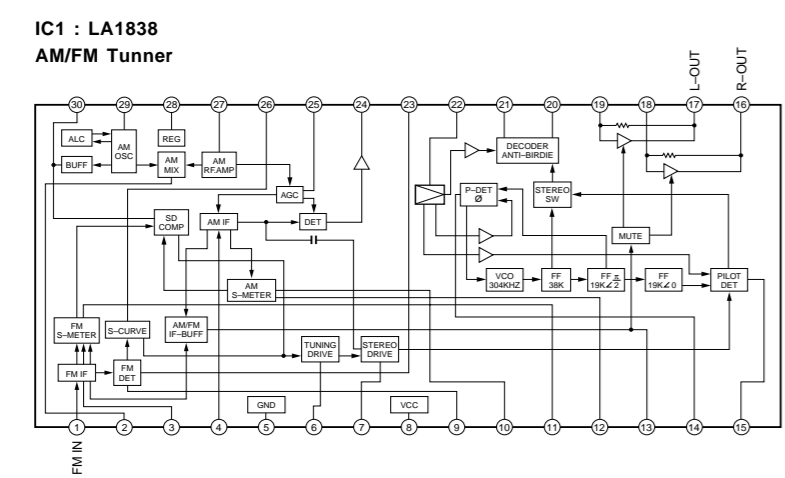 IC1 : LA1838
AM/FM Tunner
L–OUT
R–OUT
30 29 28 27 26 25 24 23 22 21 20 19 18 17 16
ALC
AM
OSC
REG
BUFF
AM
MIX
AM
RF.AMP
DECODER
ANTI–BIRDIE
AGC
P–DET
Ø
STEREO
SW
SD
COMP
AM IF
DET
MUTE
AM
S–METER
VCO
304KHZ
FF
38K
FF
19K∠π/2
FF
19K∠0
PILOT
DET
FM
S–METER
S–CURVE
AM/FM
IF–BUFF
TUNING
DRIVE
STEREO
DRIVE
FM IF
FM
DET
GND
VCC
1 2 3 4 5 6 7 8 9 10 11 12 13 14 15
FM IN